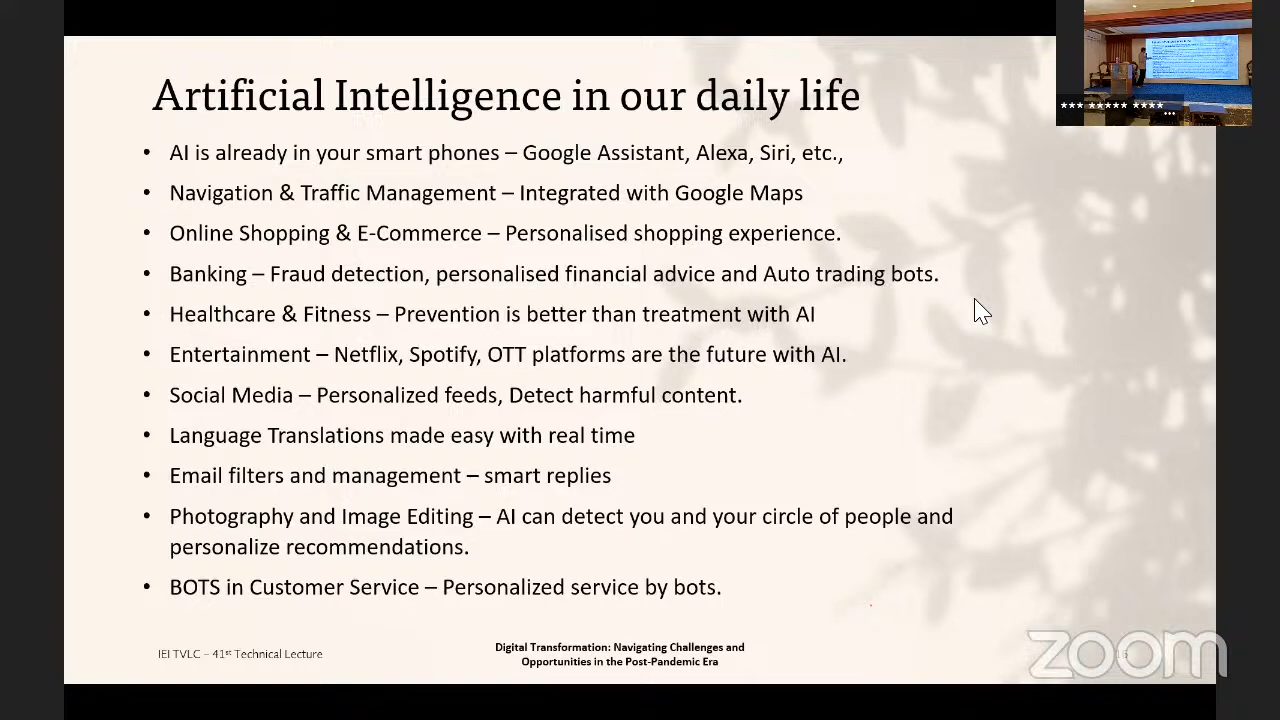 Artificial Intelligence in our daily life
• AI is already in your smart phones – Google Assistant, Alexa, Siri, etc.,
• Navigation & Traffic Management – Integrated with Google Maps
• Online Shopping & E-Commerce – Personalised shopping experience.
• Banking – Fraud detection, personalised financial advice and Auto trading bots.
• Healthcare & Fitness – Prevention is better than treatment with AI
• Entertainment – Netflix, Spotify, OTT platforms are the future with AI.
• Social Media – Personalized feeds, Detect harmful content.
• Language Translations made easy with real time
• Email filters and management – smart replies
• Photography and Image Editing – AI can detect you and your circle of people and
personalize recommendations.
• BOTS in Customer Service – Personalized service by bots.
IEI TVLC – 41st Technical Lecture
Digital Transformation: Navigating Challenges and
Opportunities in the Post-Pandemic Era
zoom
*** ***** ****
...